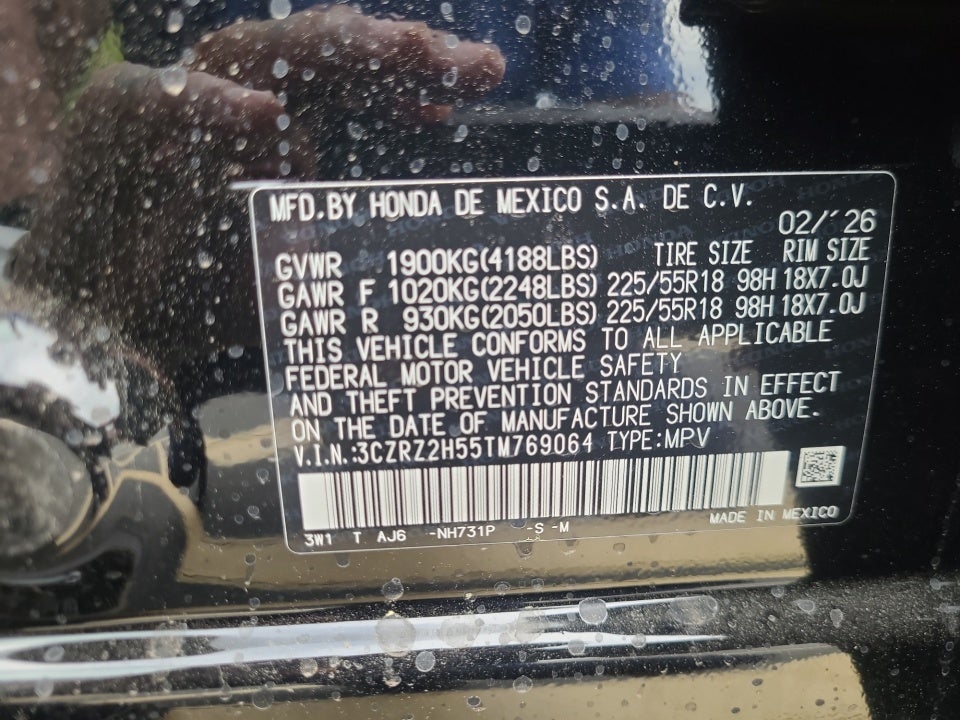 MFD.BY HONDA DE MEXICO S.A. DE C.V.
02/´26
GVWR 1900KG(4188LBS) TIRE SIZE RIM SIZE
GAWR F 1020KG(2248LBS) 225/55R18 98H 18X7.0J
GAWR R 930KG(2050LBS) 225/55R18 98H 18X7.0J
THIS VEHICLE CONFORMS TO ALL APPLICABLE
FEDERAL MOTOR VEHICLE SAFETY
AND THEFT PREVENTION STANDARDS IN EFFECT
ON THE DATE OF MANUFACTURE SHOWN ABOVE.
V.I.N.:3CZRZ2H55TM769064 TYPE:MPV
MADE IN MEXICO
3W1 T AJ6 -NH731P -S -M